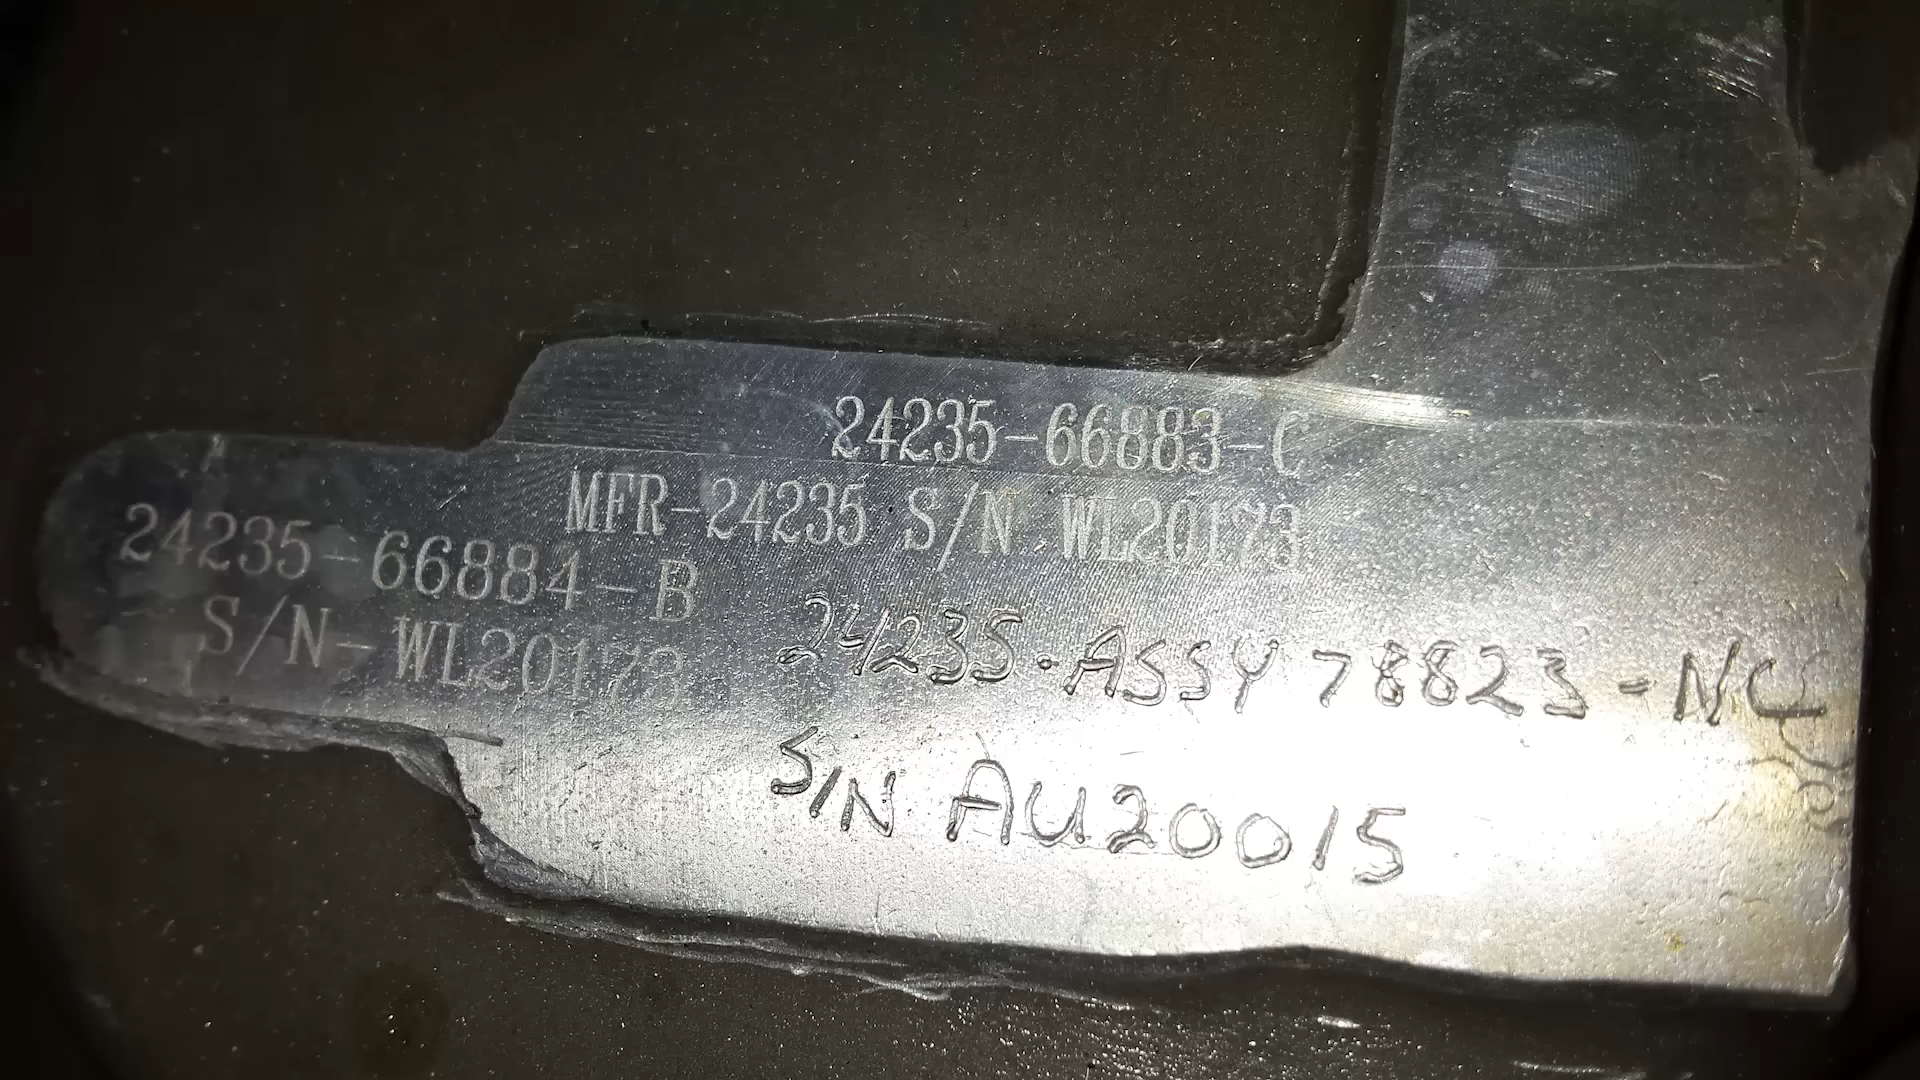 24235-66883-C
MFR-24235 S/N WL20173
24235-66884-B
S/N-WL20173
24235-ASSY 78823-NC
S/N AU20015